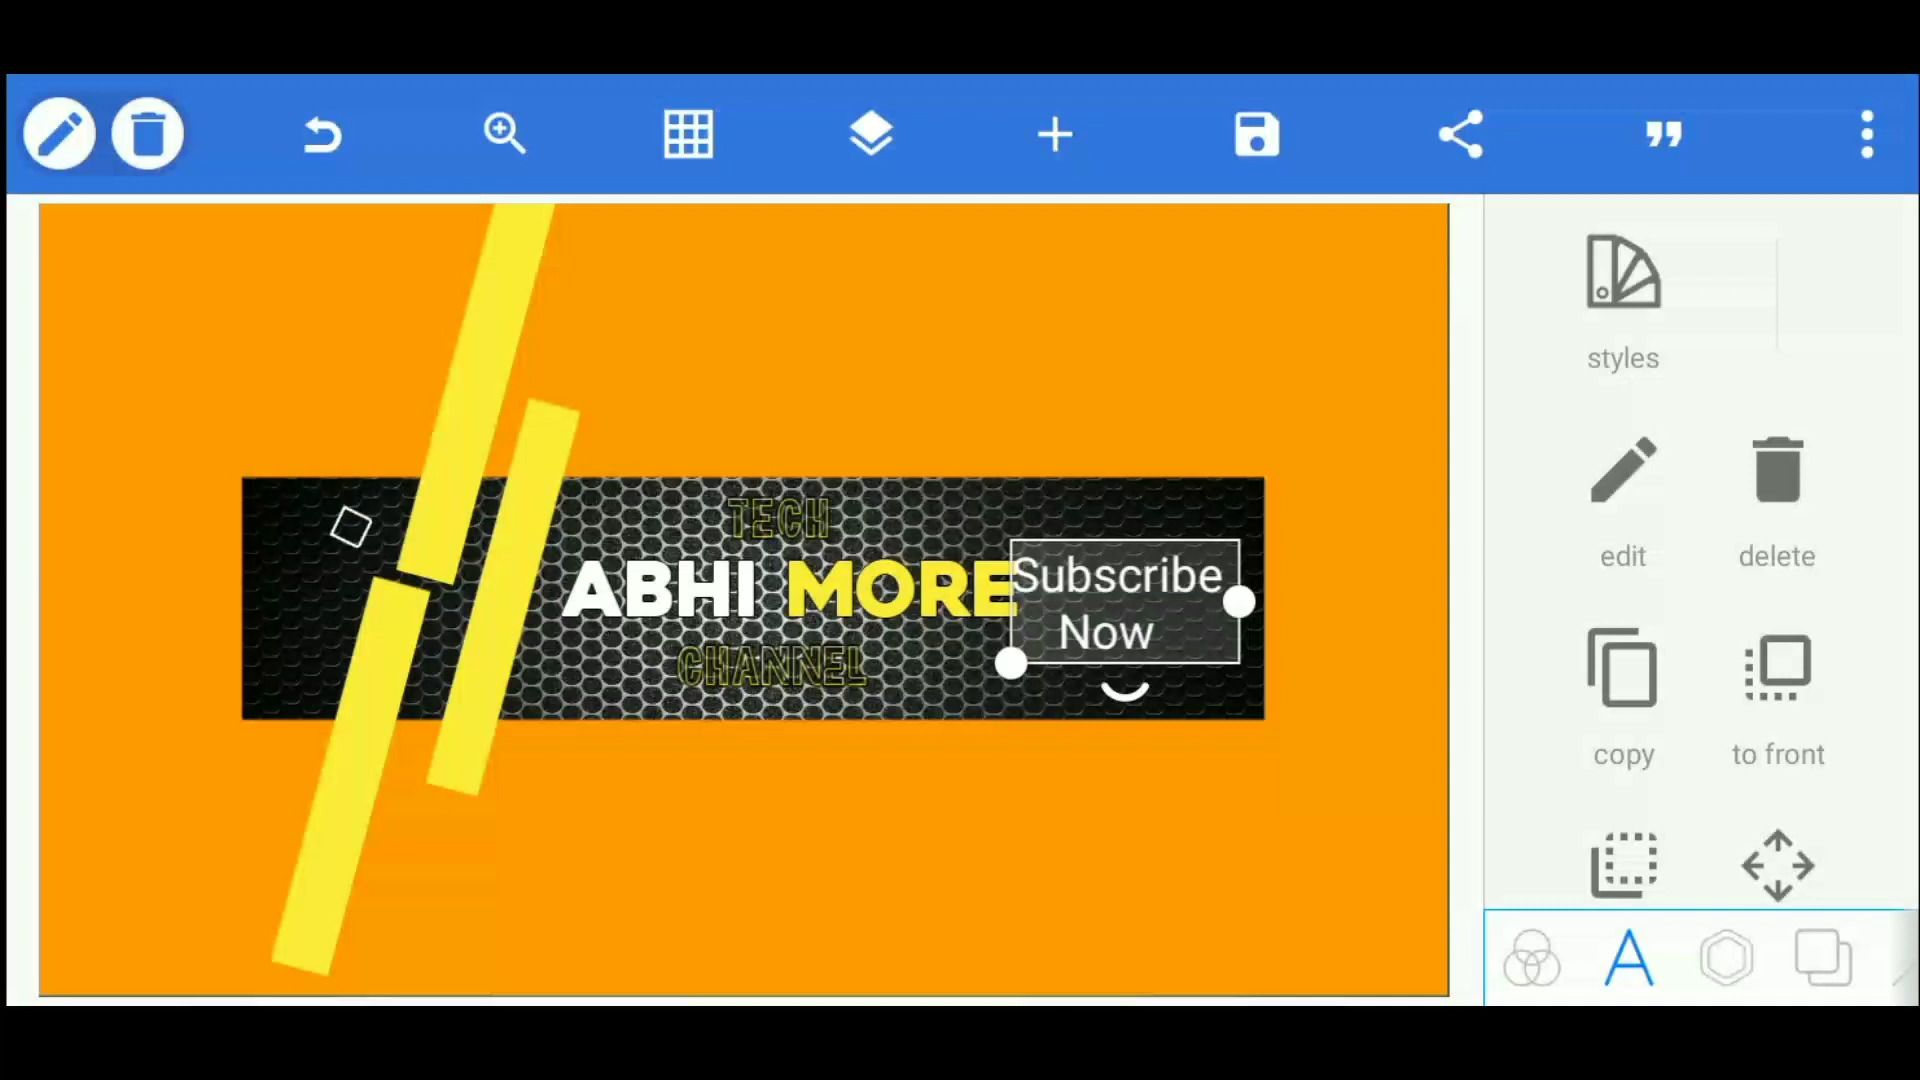 TECH
ABHI MORE
Subscribe
Now
CHANNEL
styles
edit
delete
copy
to front